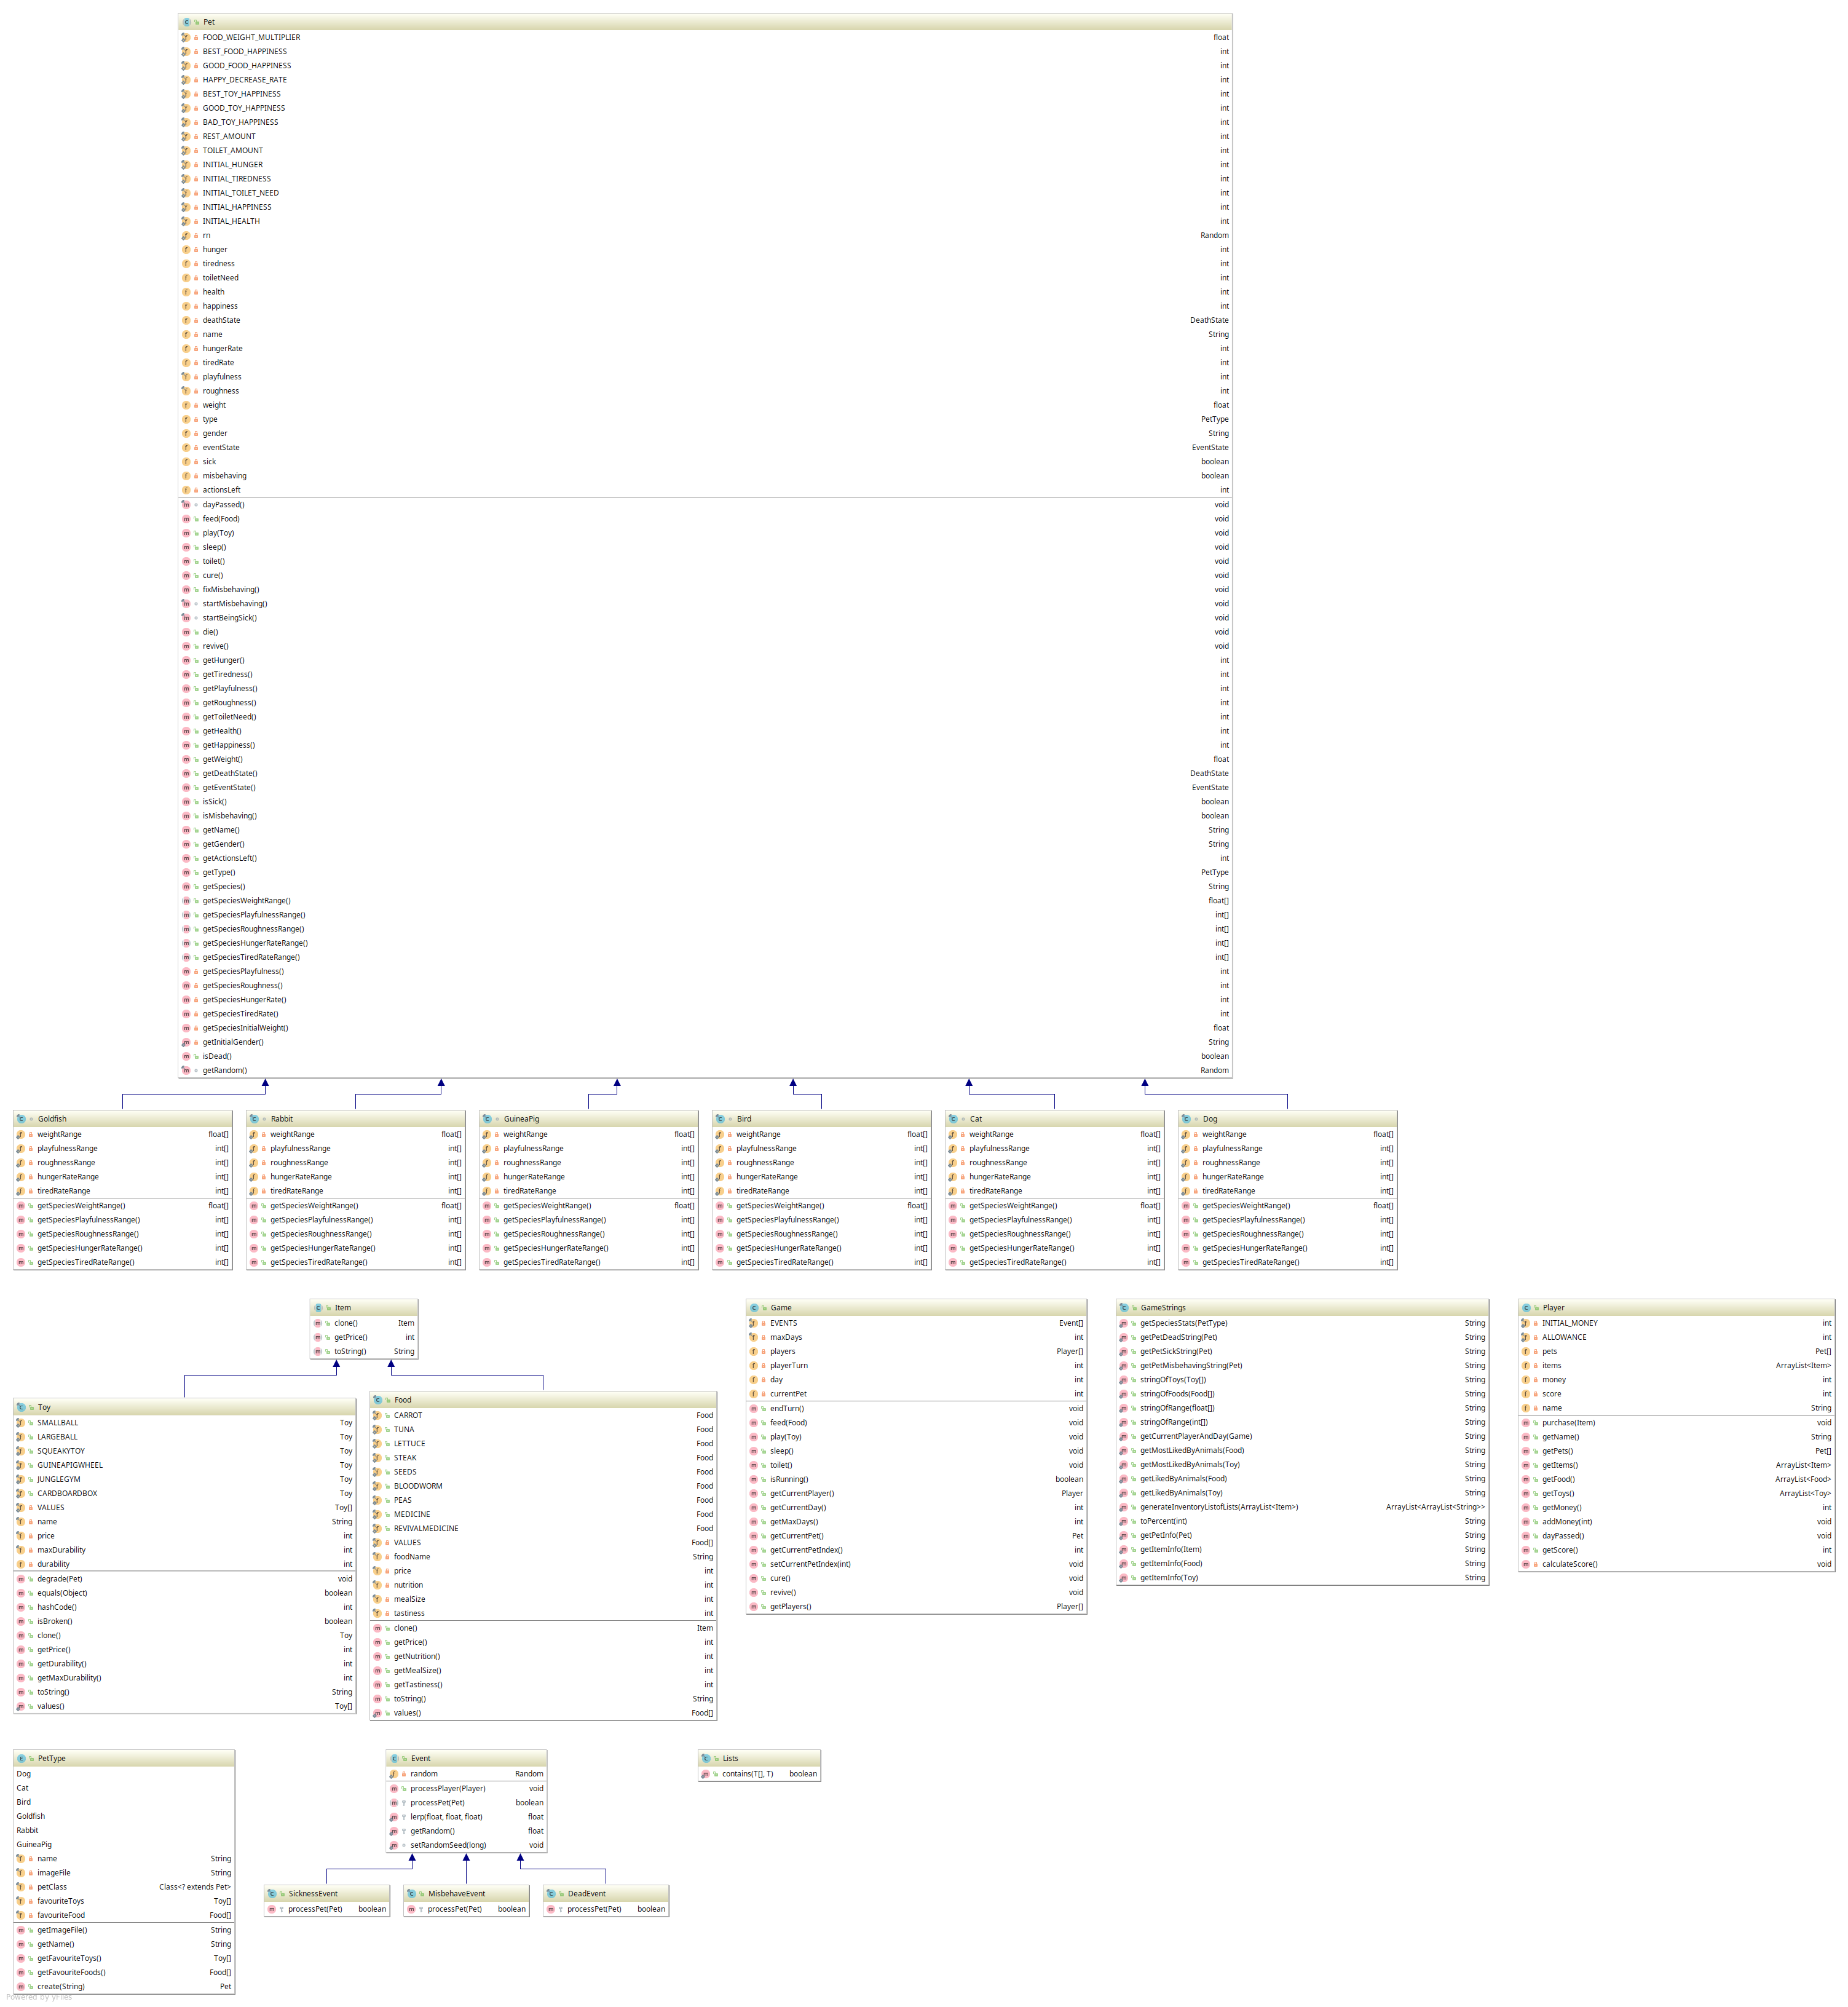 Pet
FOOD_WEIGHT_MULTIPLIER float
BEST_FOOD_HAPPINESS int
GOOD_FOOD_HAPPINESS int
HAPPY_DECREASE_RATE int
BEST_TOY_HAPPINESS int
GOOD_TOY_HAPPINESS int
BAD_TOY_HAPPINESS int
REST_AMOUNT int
TOILET_AMOUNT int
INITIAL_HUNGER int
INITIAL_TIREDNESS int
INITIAL_TOILET_NEED int
INITIAL_HAPPINESS int
INITIAL_HEALTH int
rn Random
hunger int
tiredness int
toiletNeed int
health int
happiness int
deathState DeathState
name String
hungerRate int
tiredRate int
playfulness int
roughness int
weight float
type PetType
gender String
eventState EventState
sick boolean
misbehaving boolean
actionsLeft int
dayPassed() void
feed(Food) void
play(Toy) void
sleep() void
toilet() void
cure() void
fixMisbehaving() void
startMisbehaving() void
startBeingSick() void
die() void
revive() void
getHunger() int
getTiredness() int
getPlayfulness() int
getRoughness() int
getToiletNeed() int
getHealth() int
getHappiness() int
getWeight() float
getDeathState() DeathState
getEventState() EventState
isSick() boolean
isMisbehaving() boolean
getName() String
getGender() String
getActionsLeft() int
getType() PetType
getSpecies() String
getSpeciesWeightRange() float[]
getSpeciesPlayfulnessRange() int[]
getSpeciesRoughnessRange() int[]
getSpeciesHungerRateRange() int[]
getSpeciesTiredRateRange() int[]
getSpeciesPlayfulness() int
getSpeciesRoughness() int
getSpeciesHungerRate() int
getSpeciesTiredRate() int
getSpeciesInitialWeight() float
getInitialGender() String
isDead() boolean
getRandom() Random
Goldfish
weightRange float[]
playfulnessRange int[]
roughnessRange int[]
hungerRateRange int[]
tiredRateRange int[]
getSpeciesWeightRange() float[]
getSpeciesPlayfulnessRange() int[]
getSpeciesRoughnessRange() int[]
getSpeciesHungerRateRange() int[]
getSpeciesTiredRateRange() int[]
Rabbit
weightRange float[]
playfulnessRange int[]
roughnessRange int[]
hungerRateRange int[]
tiredRateRange int[]
getSpeciesWeightRange() float[]
getSpeciesPlayfulnessRange() int[]
getSpeciesRoughnessRange() int[]
getSpeciesHungerRateRange() int[]
getSpeciesTiredRateRange() int[]
GuineaPig
weightRange float[]
playfulnessRange int[]
roughnessRange int[]
hungerRateRange int[]
tiredRateRange int[]
getSpeciesWeightRange() float[]
getSpeciesPlayfulnessRange() int[]
getSpeciesRoughnessRange() int[]
getSpeciesHungerRateRange() int[]
getSpeciesTiredRateRange() int[]
Bird
weightRange float[]
playfulnessRange int[]
roughnessRange int[]
hungerRateRange int[]
tiredRateRange int[]
getSpeciesWeightRange() float[]
getSpeciesPlayfulnessRange() int[]
getSpeciesRoughnessRange() int[]
getSpeciesHungerRateRange() int[]
getSpeciesTiredRateRange() int[]
Cat
weightRange float[]
playfulnessRange int[]
roughnessRange int[]
hungerRateRange int[]
tiredRateRange int[]
getSpeciesWeightRange() float[]
getSpeciesPlayfulnessRange() int[]
getSpeciesRoughnessRange() int[]
getSpeciesHungerRateRange() int[]
getSpeciesTiredRateRange() int[]
Dog
weightRange float[]
playfulnessRange int[]
roughnessRange int[]
hungerRateRange int[]
tiredRateRange int[]
getSpeciesWeightRange() float[]
getSpeciesPlayfulnessRange() int[]
getSpeciesRoughnessRange() int[]
getSpeciesHungerRateRange() int[]
getSpeciesTiredRateRange() int[]
Item
clone() Item
getPrice() int
toString() String
Toy
SMALLBALL Toy
LARGEBALL Toy
SQUEAKYTOY Toy
GUINEAPIGWHEEL Toy
JUNGLEGYM Toy
CARDBOARDBOX Toy
VALUES Toy[]
name String
price int
maxDurability int
durability int
degrade(Pet) void
equals(Object) boolean
hashCode() int
isBroken() boolean
clone() Toy
getPrice() int
getDurability() int
getMaxDurability() int
toString() String
values() Toy[]
Food
CARROT Food
TUNA Food
LETTUCE Food
STEAK Food
SEEDS Food
BLOODWORM Food
PEAS Food
MEDICINE Food
REVIVALMEDICINE Food
VALUES Food[]
foodName String
price int
nutrition int
mealSize int
tastiness int
clone() Item
getPrice() int
getNutrition() int
getMealSize() int
getTastiness() int
toString() String
values() Food[]
Game
EVENTS Event[]
maxDays int
players Player[]
playerTurn int
day int
currentPet int
endTurn() void
feed(Food) void
play(Toy) void
sleep() void
toilet() void
isRunning() boolean
getCurrentPlayer() Player
getCurrentDay() int
getMaxDays() int
getCurrentPet() Pet
getCurrentPetIndex() int
setCurrentPetIndex(int) void
cure() void
revive() void
getPlayers() Player[]
GameStrings
getSpeciesStats(PetType) String
getPetDeadString(Pet) String
getPetSickString(Pet) String
getPetMisbehavingString(Pet) String
stringOfToys(Toy[]) String
stringOfFoods(Food[]) String
stringOfRange(float[]) String
stringOfRange(int[]) String
getCurrentPlayerAndDay(Game) String
getMostLikedByAnimals(Food) String
getMostLikedByAnimals(Toy) String
getLikedByAnimals(Food) String
getLikedByAnimals(Toy) String
generateInventoryListofLists(ArrayList<Item>) ArrayList<ArrayList<String>>
toPercent(int) String
getPetInfo(Pet) String
getItemInfo(Item) String
getItemInfo(Food) String
getItemInfo(Toy) String
Player
INITIAL_MONEY int
ALLOWANCE int
pets Pet[]
items ArrayList<Item>
money int
score int
name String
purchase(Item) void
getName() String
getPets() Pet[]
getItems() ArrayList<Item>
getFood() ArrayList<Food>
getToys() ArrayList<Toy>
getMoney() int
addMoney(int) void
dayPassed() void
getScore() int
calculateScore() void
PetType
Dog
Cat
Bird
Goldfish
Rabbit
GuineaPig
name String
imageFile String
petClass Class<? extends Pet>
favouriteToys Toy[]
favouriteFood Food[]
getImageFile() String
getName() String
getFavouriteToys() Toy[]
getFavouriteFoods() Food[]
create(String) Pet
Event
random Random
processPlayer(Player) void
processPet(Pet) boolean
lerp(float, float, float) float
getRandom() float
setRandomSeed(long) void
SicknessEvent
processPet(Pet) boolean
MisbehaveEvent
processPet(Pet) boolean
DeadEvent
processPet(Pet) boolean
Lists
contains(T[], T) boolean
Powered by yFiles